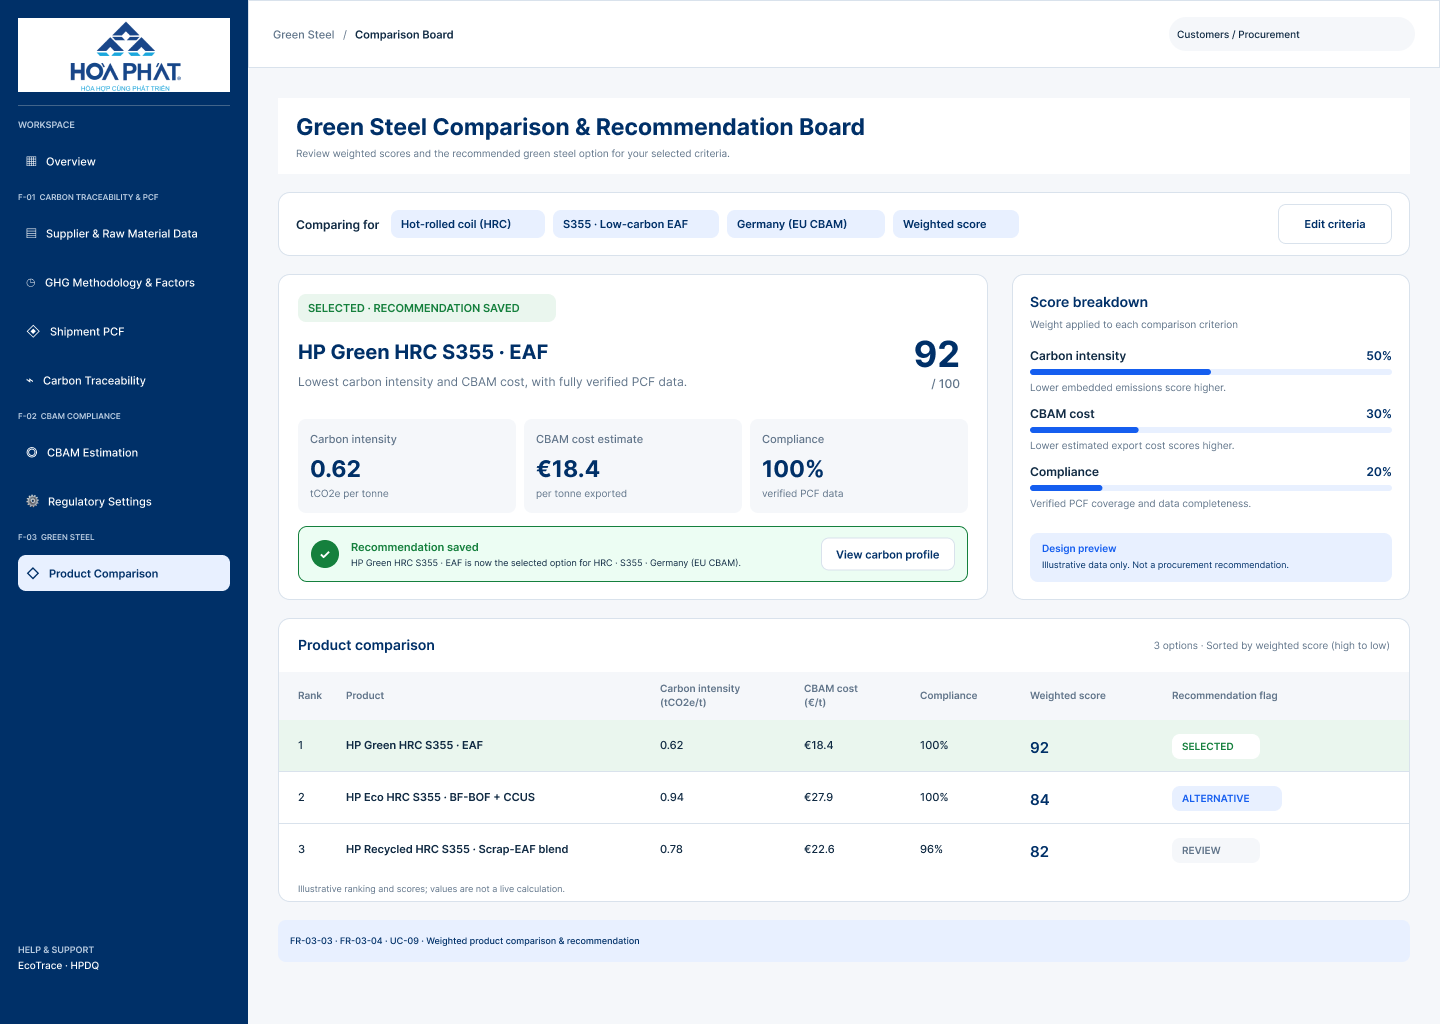 HÒA PHÁT
HÒA HỢP CÙNG PHÁT TRIỂN
WORKSPACE
Overview
F-01 CARBON TRACEABILITY & PCF
Supplier & Raw Material Data
GHG Methodology & Factors
Shipment PCF
Carbon Traceability
F-02 CBAM COMPLIANCE
CBAM Estimation
Regulatory Settings
F-03 GREEN STEEL
Product Comparison
HELP & SUPPORT
EcoTrace · HPDQ
Green Steel / Comparison Board
Customers / Procurement
Green Steel Comparison & Recommendation Board
Review weighted scores and the recommended green steel option for your selected criteria.
Comparing for Hot-rolled coil (HRC) S355 · Low-carbon EAF Germany (EU CBAM) Weighted score Edit criteria
SELECTED · RECOMMENDATION SAVED
HP Green HRC S355 · EAF
92
/ 100
Lowest carbon intensity and CBAM cost, with fully verified PCF data.
Carbon intensity
0.62
tCO2e per tonne
CBAM cost estimate
€18.4
per tonne exported
Compliance
100%
verified PCF data
Recommendation saved
HP Green HRC S355 · EAF is now the selected option for HRC · S355 · Germany (EU CBAM).
View carbon profile
Score breakdown
Weight applied to each comparison criterion
Carbon intensity 50%
Lower embedded emissions score higher.
CBAM cost 30%
Lower estimated export cost scores higher.
Compliance 20%
Verified PCF coverage and data completeness.
Design preview
Illustrative data only. Not a procurement recommendation.
Product comparison
3 options · Sorted by weighted score (high to low)
Rank Product Carbon intensity (tCO2e/t) CBAM cost (€/t) Compliance Weighted score Recommendation flag
1 HP Green HRC S355 · EAF 0.62 €18.4 100% 92 SELECTED
2 HP Eco HRC S355 · BF-BOF + CCUS 0.94 €27.9 100% 84 ALTERNATIVE
3 HP Recycled HRC S355 · Scrap-EAF blend 0.78 €22.6 96% 82 REVIEW
Illustrative ranking and scores; values are not a live calculation.
FR-03-03 · FR-03-04 · UC-09 · Weighted product comparison & recommendation